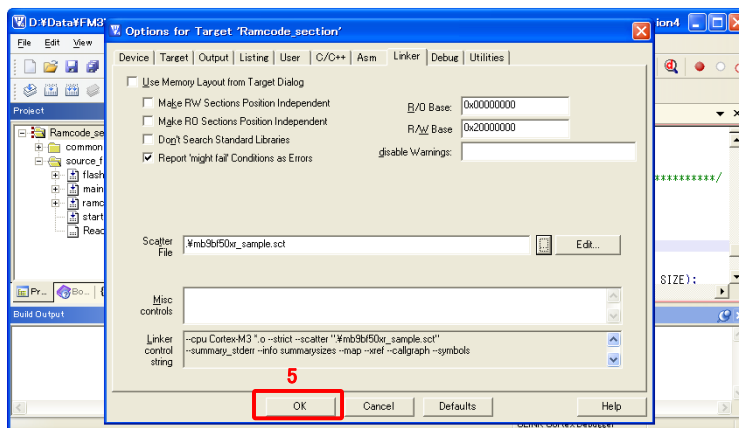 D:¥Data¥FM3
Options for Target 'Ramcode_section'
ion4
File Edit View
Device Target Output Listing User C/C++ Asm Linker Debug Utilities
Use Memory Layout from Target Dialog
Make RW Sections Position Independent
Make RO Sections Position Independent
Don't Search Standard Libraries
Report 'might fail' Conditions as Errors
R/O Base: 0x00000000
R/W Base 0x20000000
disable Warnings:
Project
Ramcode_se
common
source_f
flash
main
ramc
start
Reac
**********/
Scatter File
.¥mb9bf50xr_sample.sct
...
Edit...
SIZE);
Pr... Bo... {
Build Output
Misc controls
Linker control string
--cpu Cortex-M3 *.o --strict --scatter ".¥mb9bf50xr_sample.sct"
--summary_stderr --info summarysizes --map --xref --callgraph --symbols
5
OK Cancel Defaults Help